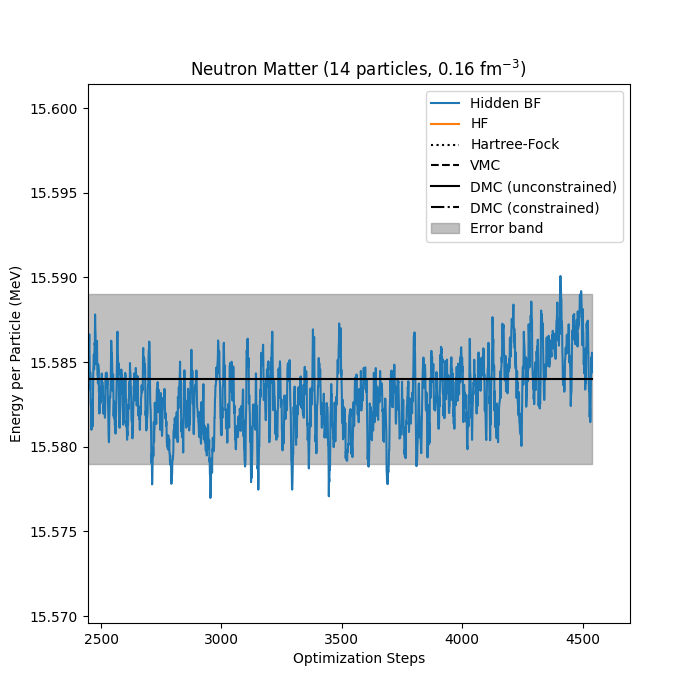 Neutron Matter (14 particles, 0.16 fm⁻³)
Energy per Particle (MeV)
15.600
15.595
15.590
15.585
15.580
15.575
15.570
Hidden BF
HF
Hartree-Fock
VMC
DMC (unconstrained)
DMC (constrained)
Error band
2500 3000 3500 4000 4500
Optimization Steps